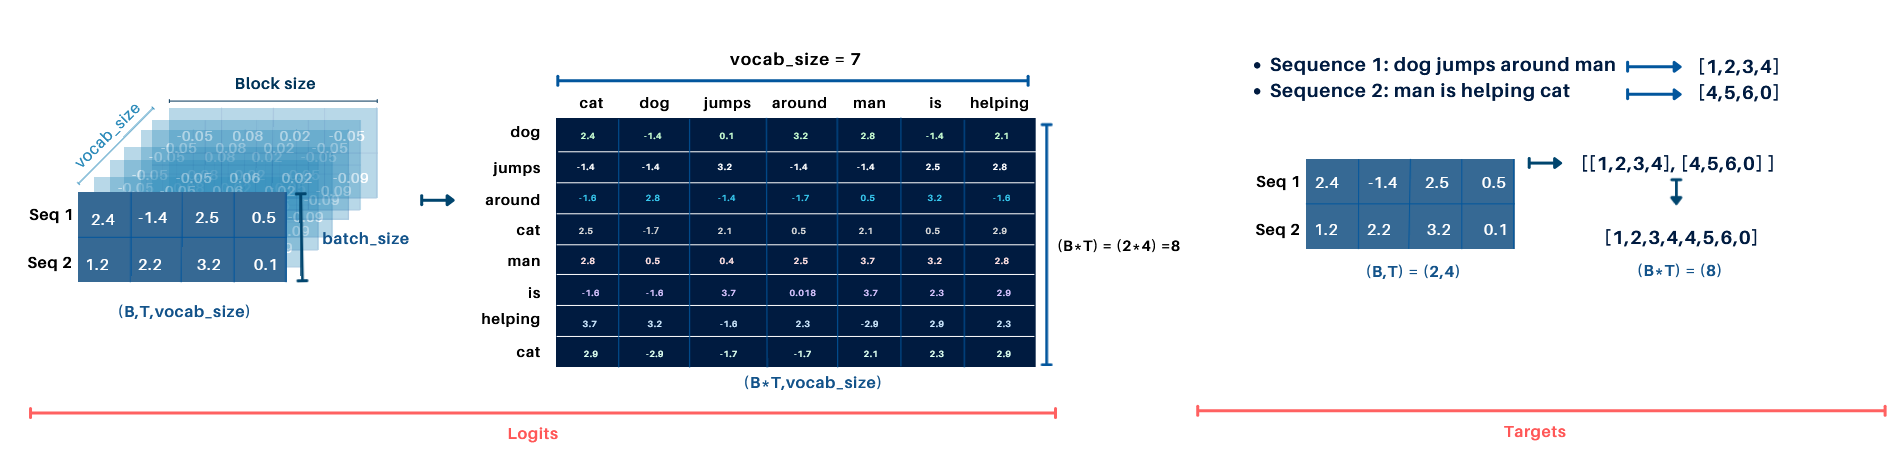 Block size
vocab_size
-0.05 0.08 0.02 -0.05
Seq 1 2.4 -1.4 2.5 0.5
Seq 2 1.2 2.2 3.2 0.1
batch_size
(B,T,vocab_size)
vocab_size = 7
cat dog jumps around man is helping
dog 2.4 -1.4 0.1 3.2 2.8 -1.4 2.1
jumps -1.4 -1.4 3.2 -1.4 -1.4 2.5 2.8
around -1.6 2.8 -1.4 -1.7 0.5 3.2 -1.6
cat 2.5 -1.7 2.1 0.5 2.1 0.5 2.9
man 2.8 0.5 0.4 2.5 3.7 3.2 2.8
is -1.6 -1.6 3.7 0.018 3.7 2.3 2.9
helping 3.7 3.2 -1.6 2.3 -2.9 2.9 2.3
cat 2.9 -2.9 -1.7 -1.7 2.1 2.3 2.9
(B*T) = (2*4) =8
(B*T,vocab_size)
Logits
• Sequence 1: dog jumps around man [1,2,3,4]
• Sequence 2: man is helping cat [4,5,6,0]
Seq 1 2.4 -1.4 2.5 0.5
Seq 2 1.2 2.2 3.2 0.1
(B,T) = (2,4)
[[1,2,3,4], [4,5,6,0] ]
[1,2,3,4,4,5,6,0]
(B*T) = (8)
Targets